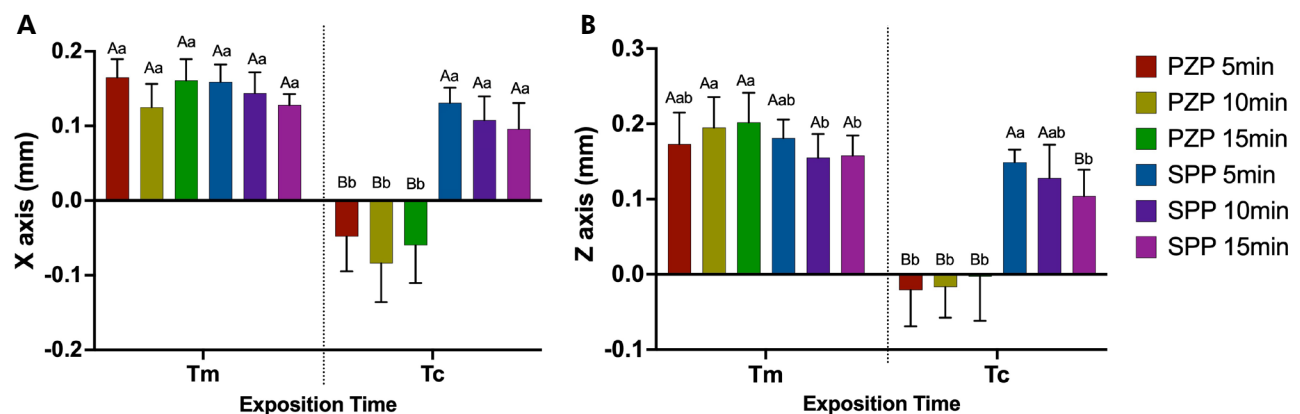 A
X axis (mm)
0.2
0.1
0.0
-0.1
-0.2
Aa Aa Aa Aa Aa Aa
Bb Bb Bb Aa Aa Aa
Tm Tc
Exposition Time
B
Z axis (mm)
0.3
0.2
0.1
0.0
-0.1
Aab Aa Aa Aab Ab Ab
Bb Bb Bb Aa Aab Bb
Tm Tc
Exposition Time
PZP 5min
PZP 10min
PZP 15min
SPP 5min
SPP 10min
SPP 15min